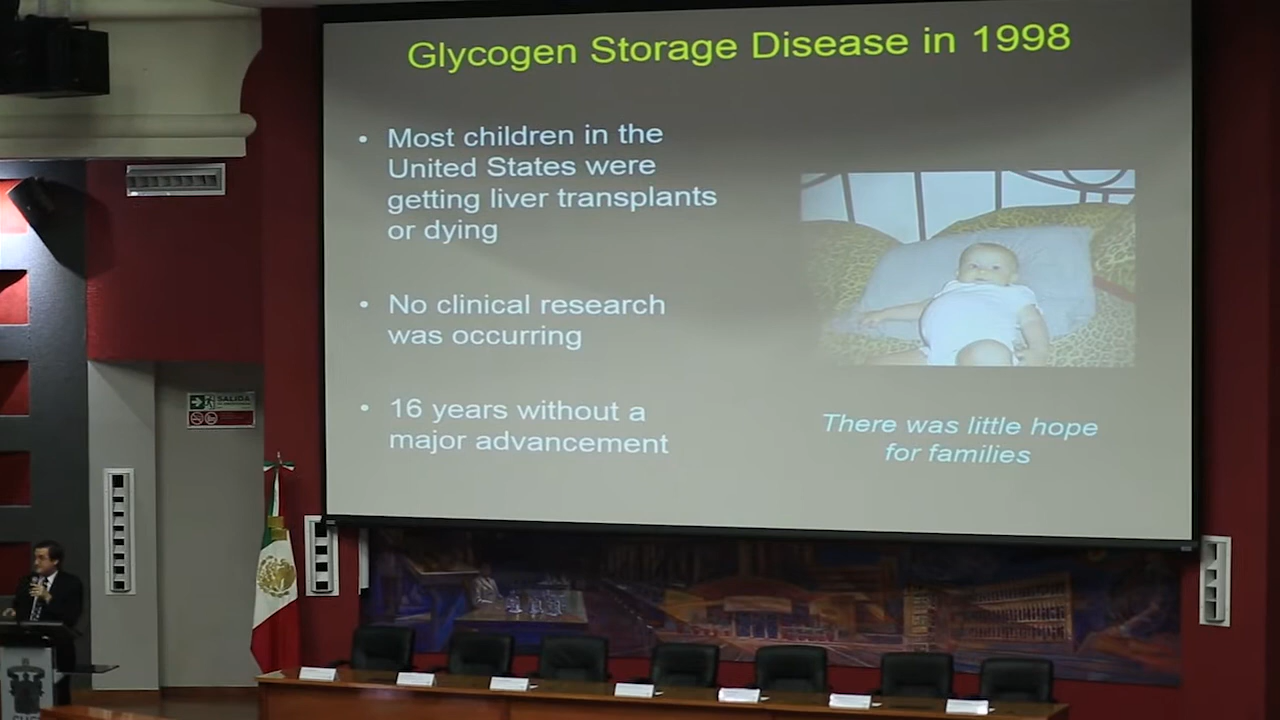 Glycogen Storage Disease in 1998
• Most children in the
United States were
getting liver transplants
or dying
• No clinical research
was occurring
• 16 years without a
major advancement
There was little hope
for families
SALIDA